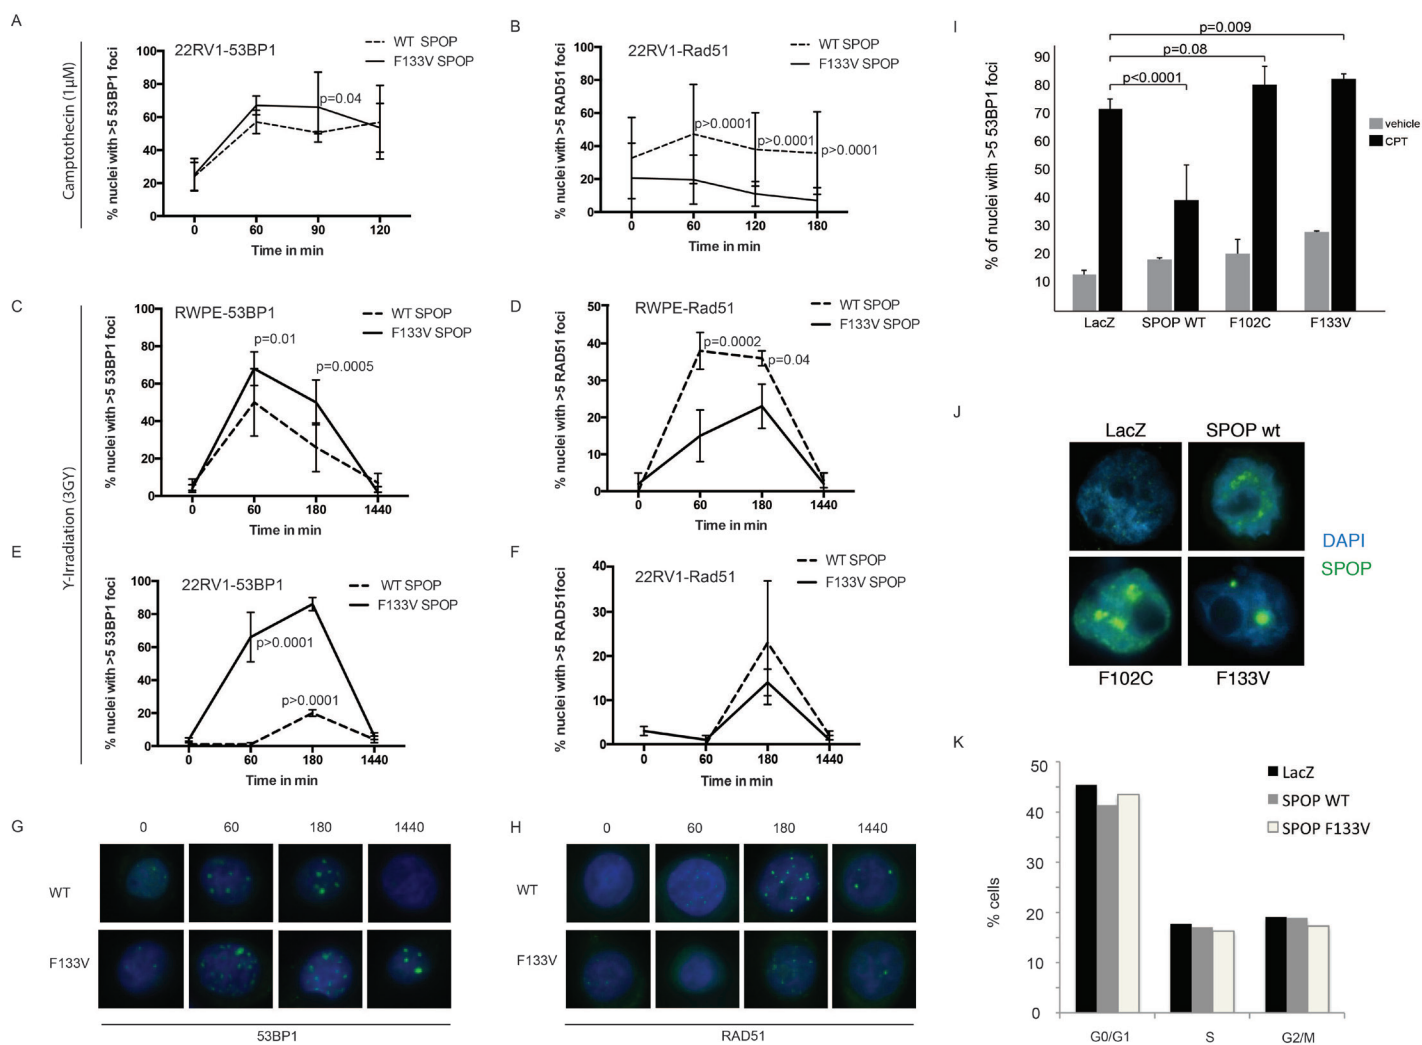 A
Camptothecin (1μM)
22RV1-53BP1
WT SPOP
F133V SPOP
% nuclei with >5 53BP1 foci
100
80
60
40
20
0
p=0.04
0 60 90 120
Time in min
B
22RV1-Rad51
WT SPOP
F133V SPOP
% nuclei with >5 RAD51 foci
100
80
60
40
20
0
p>0.0001
p>0.0001
p>0.0001
0 60 120 180
Time in min
C
Y-Irradiation (3GY)
RWPE-53BP1
WT SPOP
F133V SPOP
% nuclei with >5 53BP1 foci
100
80
60
40
20
0
p=0.01
p=0.0005
0 60 180 1440
Time in min
D
RWPE-Rad51
WT SPOP
F133V SPOP
% nuclei with >5 RAD51 foci
50
40
30
20
10
0
p=0.0002
p=0.04
0 60 180 1440
Time in min
E
22RV1-53BP1
WT SPOP
F133V SPOP
% nuclei with >5 53BP1 foci
100
80
60
40
20
0
p>0.0001
p>0.0001
0 60 180 1440
Time in min
F
22RV1-Rad51
WT SPOP
F133V SPOP
% nuclei with >5 RAD51foci
40
30
20
10
0
0 60 180 1440
Time in min
G
0 60 180 1440
WT
F133V
53BP1
H
0 60 180 1440
WT
F133V
RAD51
I
p=0.009
p=0.08
p<0.0001
% of nuclei with >5 53BP1 foci
90
80
70
60
50
40
30
20
10
vehicle
CPT
LacZ SPOP WT F102C F133V
J
LacZ SPOP wt
DAPI
SPOP
F102C F133V
K
LacZ
SPOP WT
SPOP F133V
% cells
50
40
30
20
10
0
G0/G1 S G2/M